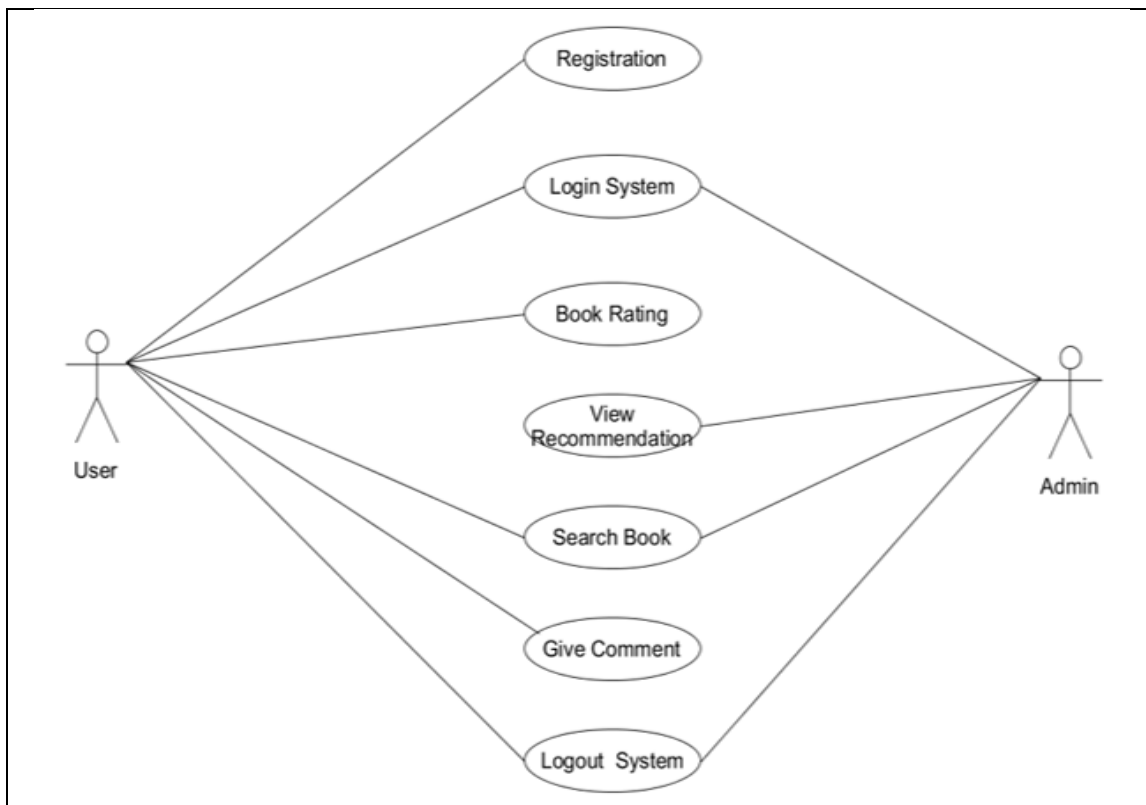 Registration
Login System
Book Rating
View
Recommendation
User
Admin
Search Book
Give Comment
Logout System